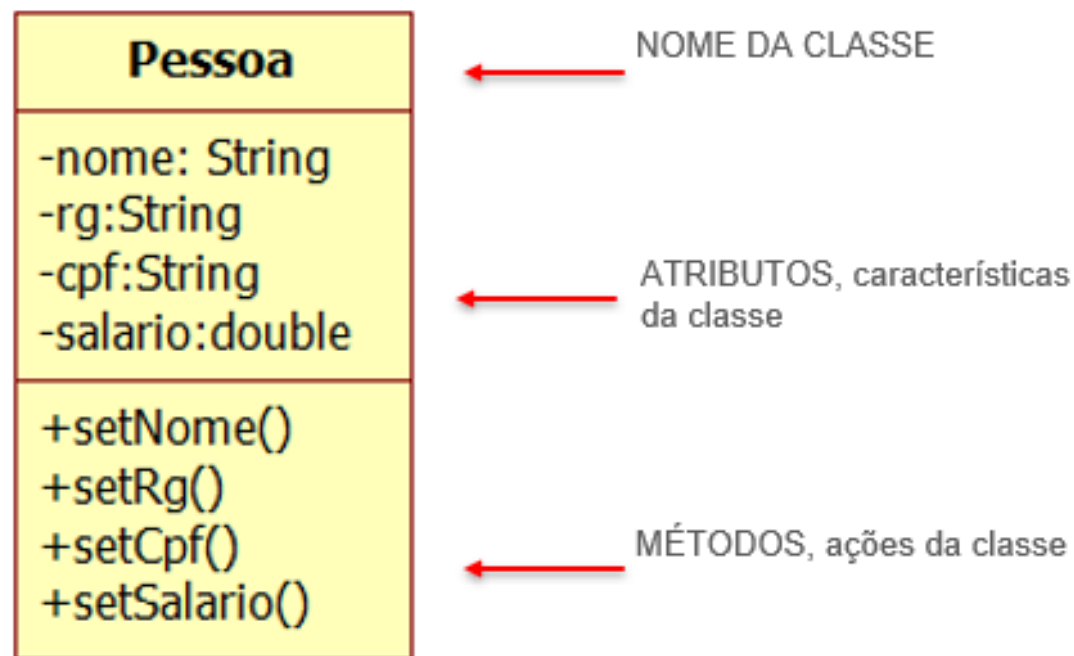 Pessoa
NOME DA CLASSE
-nome: String
-rg:String
-cpf:String
-salario:double
ATRIBUTOS, características
da classe
+setNome()
+setRg()
+setCpf()
+setSalario()
MÉTODOS, ações da classe